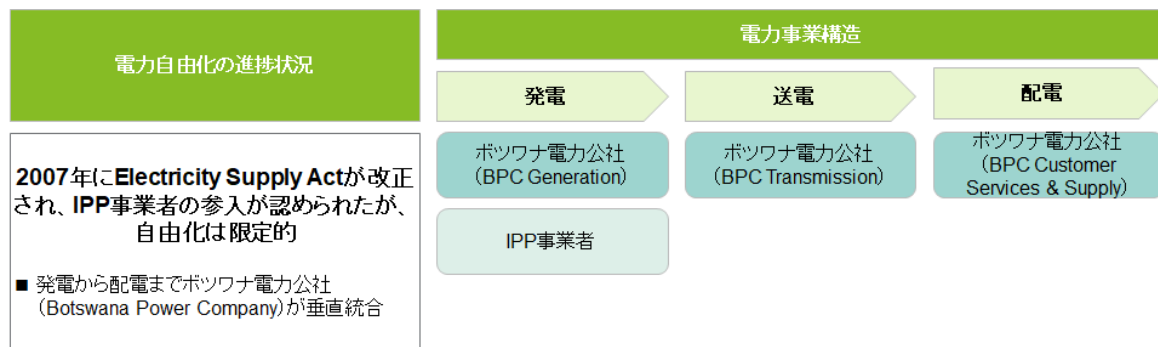 電力自由化の進捗状況
電力事業構造
発電
送電
配電
2007年にElectricity Supply Actが改正
され、IPP事業者の参入が認められたが、
自由化は限定的
■ 発電から配電までボツワナ電力公社
（Botswana Power Company）が垂直統合
ボツワナ電力公社
（BPC Generation）
ボツワナ電力公社
（BPC Transmission）
ボツワナ電力公社
（BPC Customer
Services & Supply）
IPP事業者